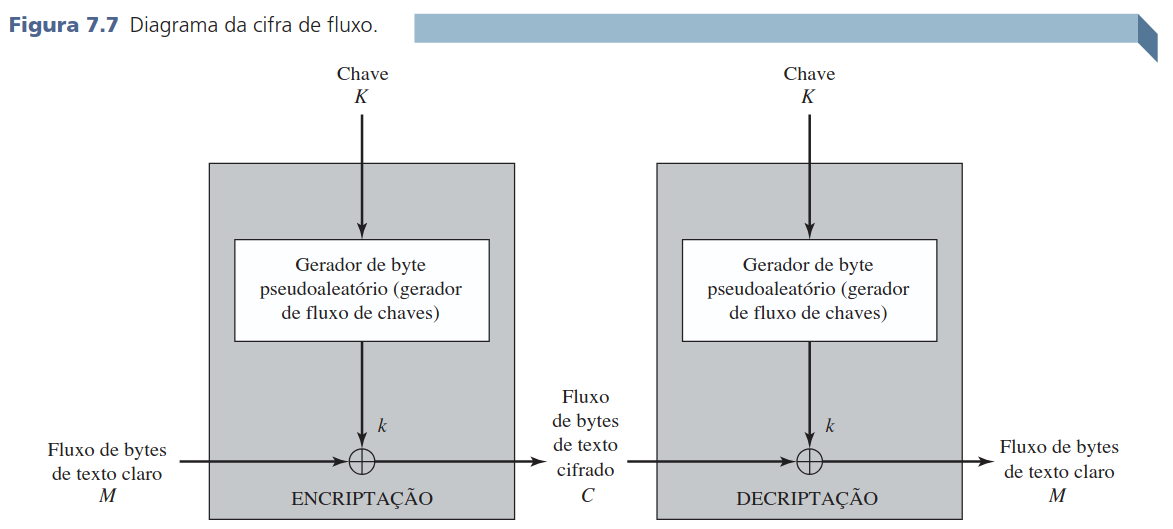 Figura 7.7 Diagrama da cifra de fluxo.
Chave
K
Chave
K
Gerador de byte
pseudoaleatório (gerador
de fluxo de chaves)
Gerador de byte
pseudoaleatório (gerador
de fluxo de chaves)
k
k
Fluxo de bytes
de texto claro
M
Fluxo
de bytes
de texto
cifrado
C
Fluxo de bytes
de texto claro
M
ENCRIPTAÇÃO
DECRIPTAÇÃO